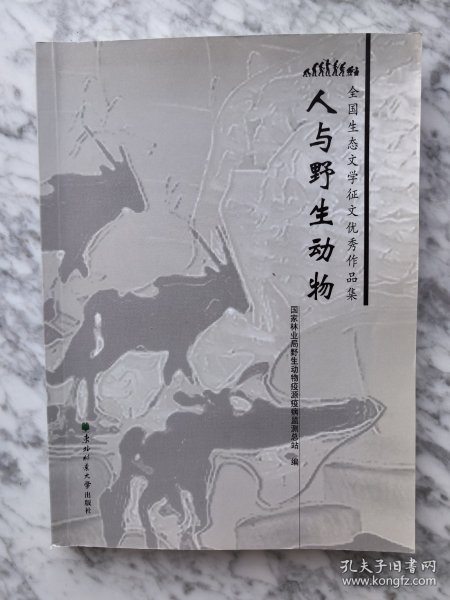 全国生态文学征文优秀作品集
人与野生动物
国家林业局野生动物疫源疫病监测总站 编
东北林业大学出版社
孔夫子旧书网
www.kongfz.com